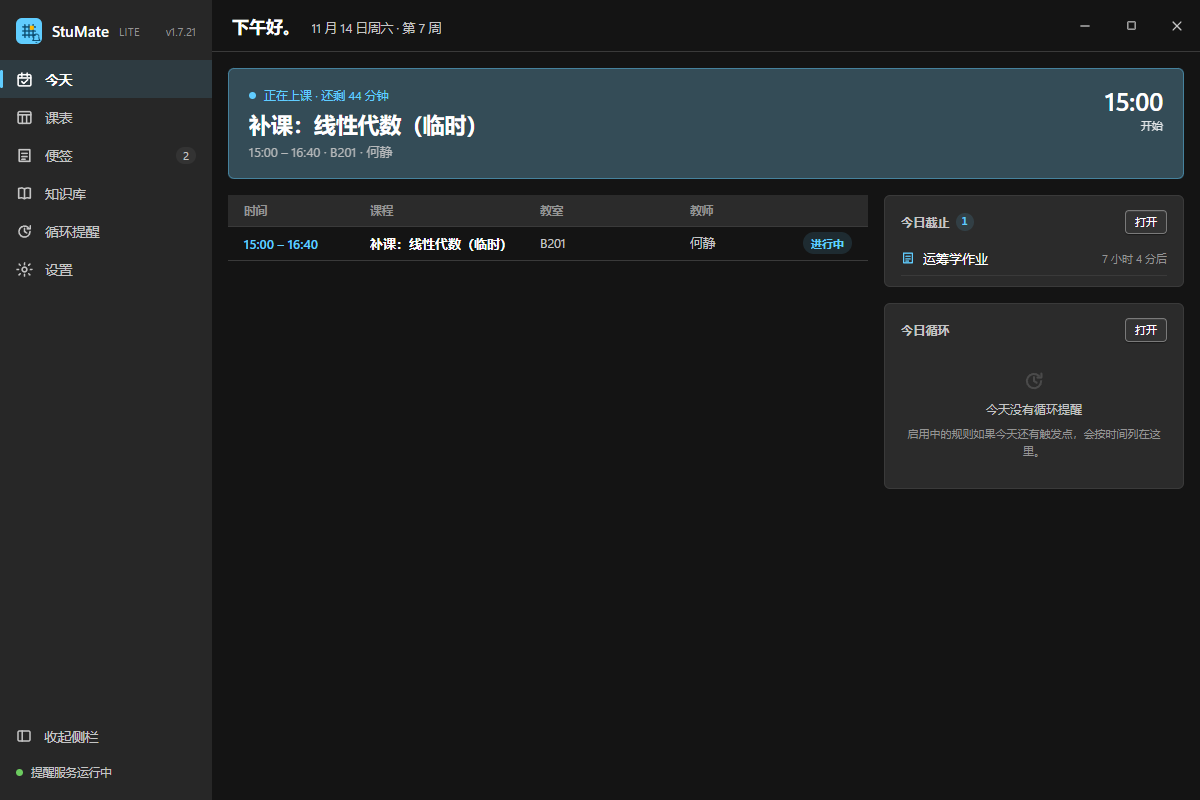 StuMate LITE v1.7.21
今天
课表
便签 2
知识库
循环提醒
设置
收起侧栏
提醒服务运行中
下午好。 11 月 14 日周六 · 第 7 周
正在上课 · 还剩 44 分钟
补课：线性代数（临时）
15:00 – 16:40 · B201 · 何静
15:00
开始
时间 课程 教室 教师
15:00 – 16:40 补课：线性代数（临时） B201 何静 进行中
今日截止 1 打开
运筹学作业 7 小时 4 分后
今日循环 打开
今天没有循环提醒
启用中的规则如果今天还有触发点，会按时间列在这
里。